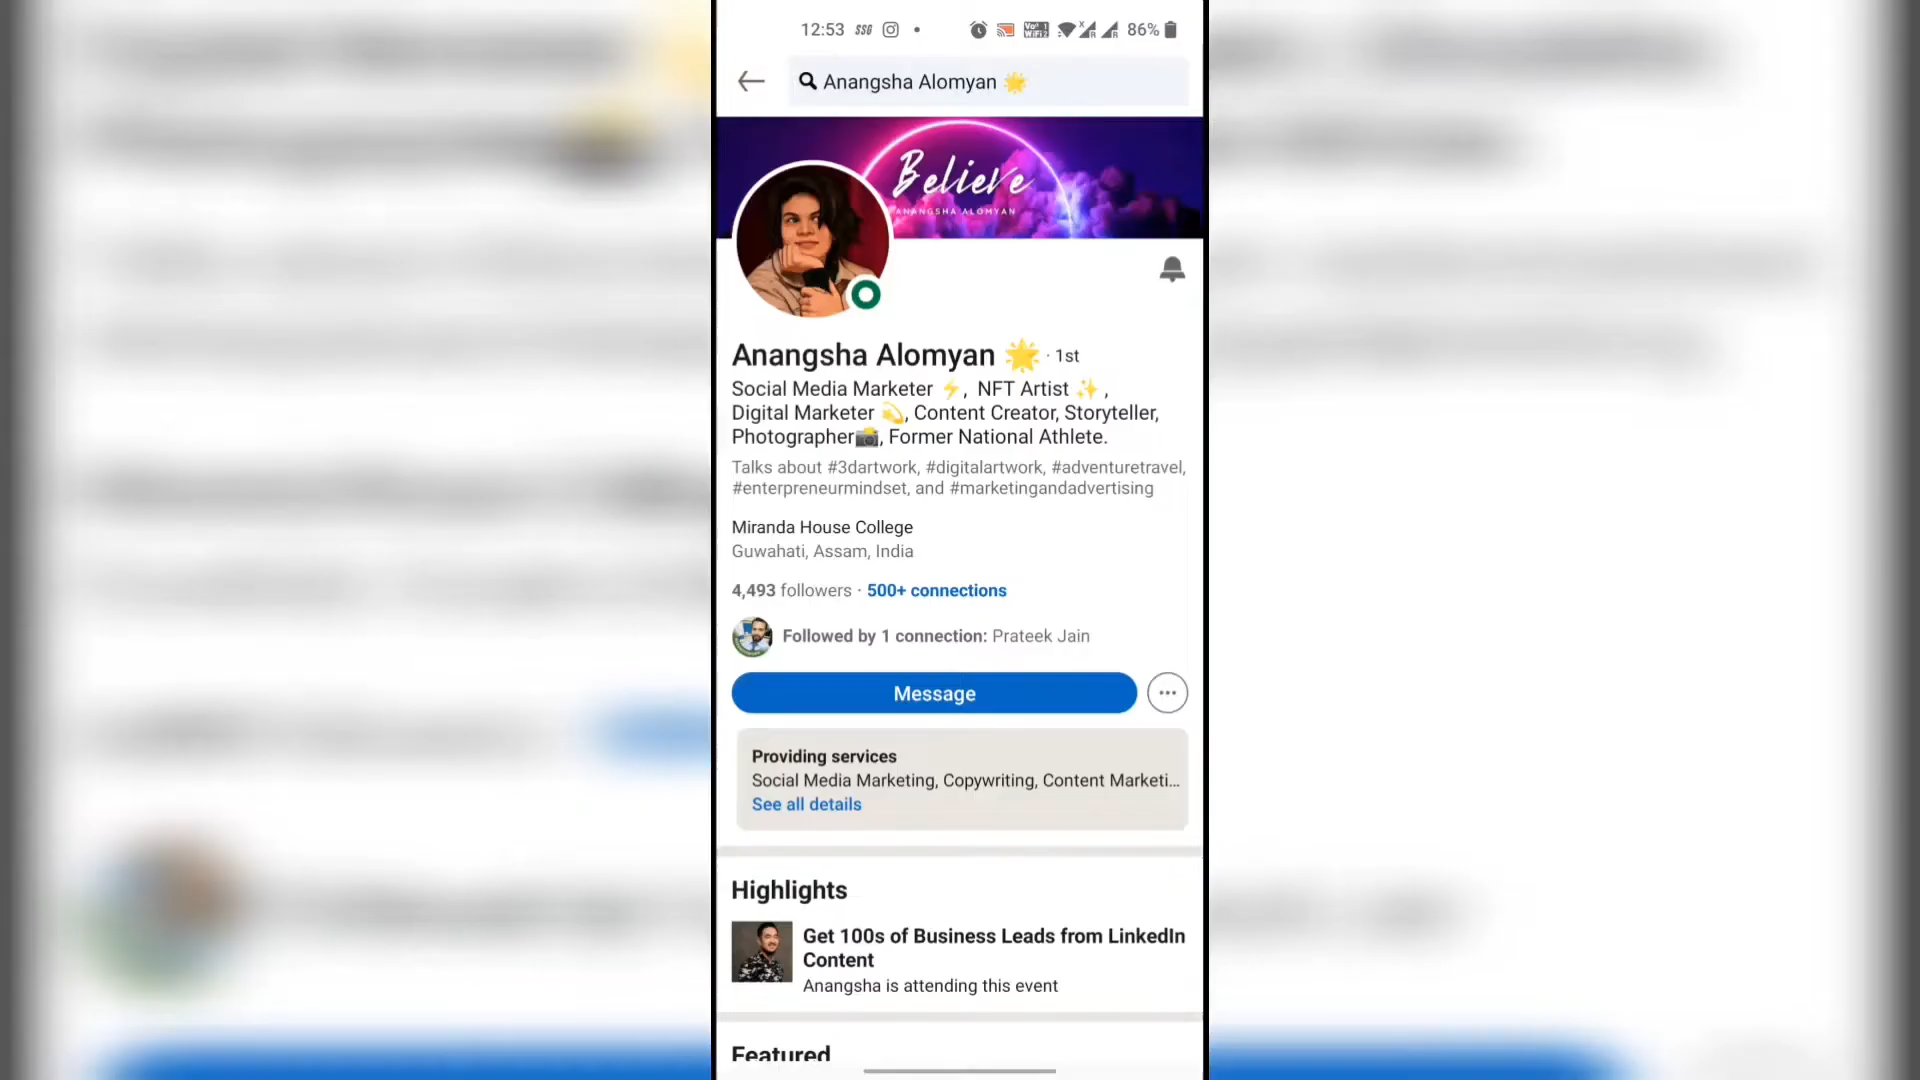 12:53 86%
Anangsha Alomyan 🌟
Believe
ANANGSHA ALOMYAN
Anangsha Alomyan 🌟 · 1st
Social Media Marketer ⚡, NFT Artist ✨ ,
Digital Marketer 💫, Content Creator, Storyteller,
Photographer📸, Former National Athlete.
Talks about #3dartwork, #digitalartwork, #adventuretravel,
#enterpreneurmindset, and #marketingandadvertising
Miranda House College
Guwahati, Assam, India
4,493 followers · 500+ connections
Followed by 1 connection: Prateek Jain
Message
Providing services
Social Media Marketing, Copywriting, Content Marketi...
See all details
Highlights
Get 100s of Business Leads from LinkedIn
Content
Anangsha is attending this event
Featured